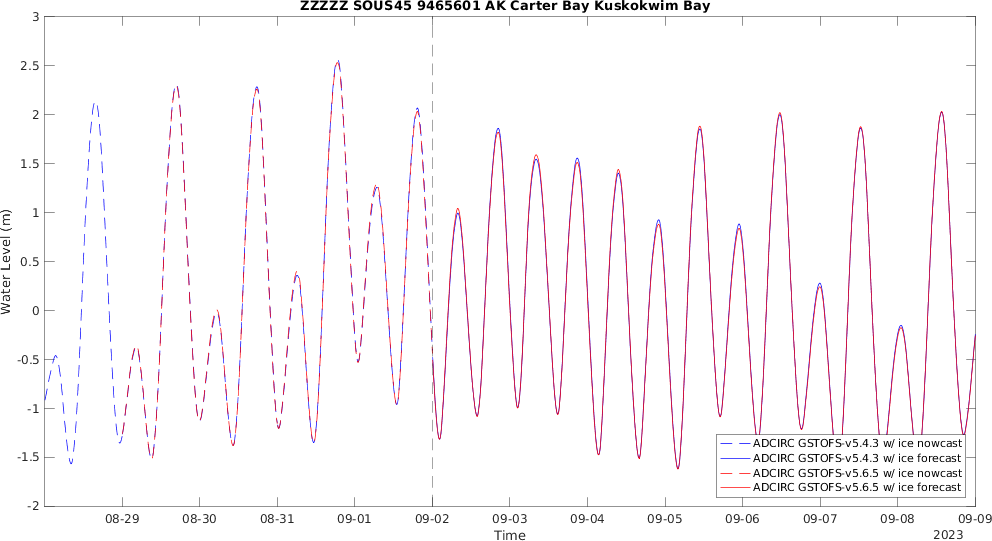 ZZZZZ SOUS45 9465601 AK Carter Bay Kuskokwim Bay
Water Level (m)
3
2.5
2
1.5
1
0.5
0
-0.5
-1
-1.5
-2
ADCIRC GSTOFS-v5.4.3 w/ ice nowcast
ADCIRC GSTOFS-v5.4.3 w/ ice forecast
ADCIRC GSTOFS-v5.6.5 w/ ice nowcast
ADCIRC GSTOFS-v5.6.5 w/ ice forecast
08-29 08-30 08-31 09-01 09-02 09-03 09-04 09-05 09-06 09-07 09-08 09-09
Time
2023